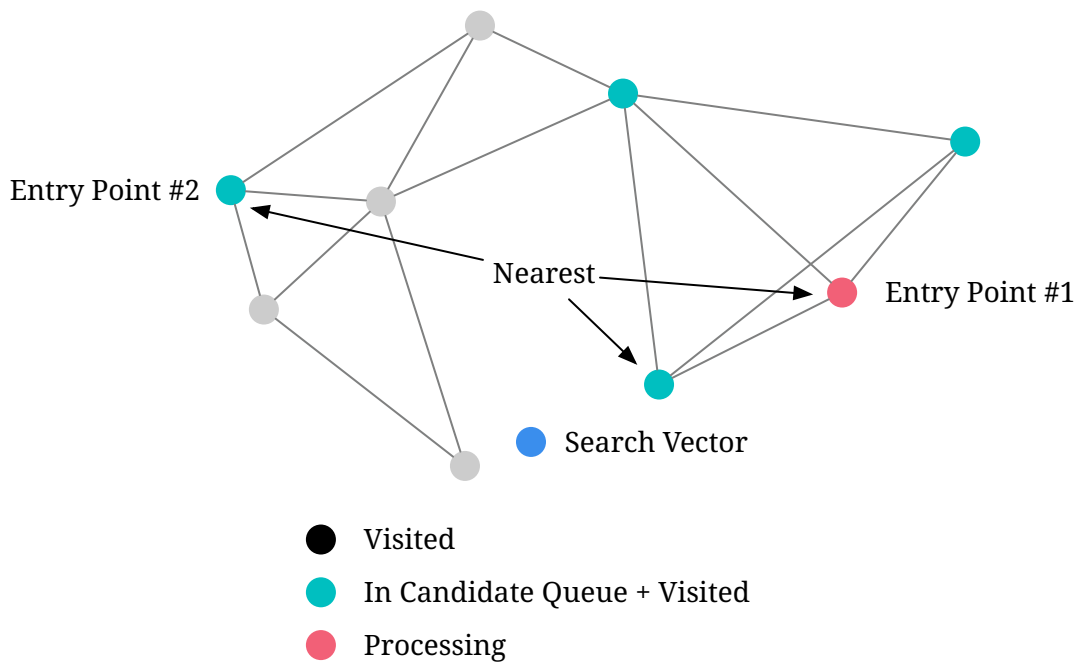 Entry Point #2
Nearest
Entry Point #1
Search Vector
Visited
In Candidate Queue + Visited
Processing